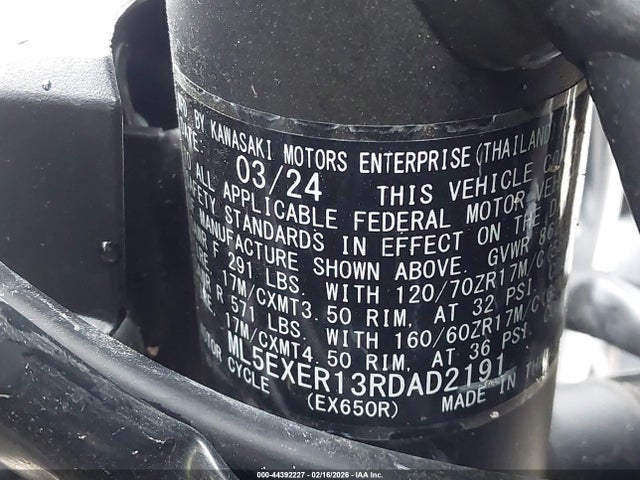 BY KAWASAKI MOTORS ENTERPRISE (THAILAND
DATE: 03/24 THIS VEHICLE
ALL APPLICABLE FEDERAL MOTOR
STANDARDS IN EFFECT ON THE
MANUFACTURE SHOWN ABOVE. GVWR
F 291 LBS. WITH 120/70ZR17M/C
17M/CXMT3.50 RIM, AT 32 PSI.
R 571 LBS. WITH 160/60ZR17M/C
17M/CXMT4.50 RIM, AT 36 PSI.
ML5EXER13RDAD2191
CYCLE (EX650R) MADE IN
000-44392227 - 02/16/2026 - © IAA Inc.